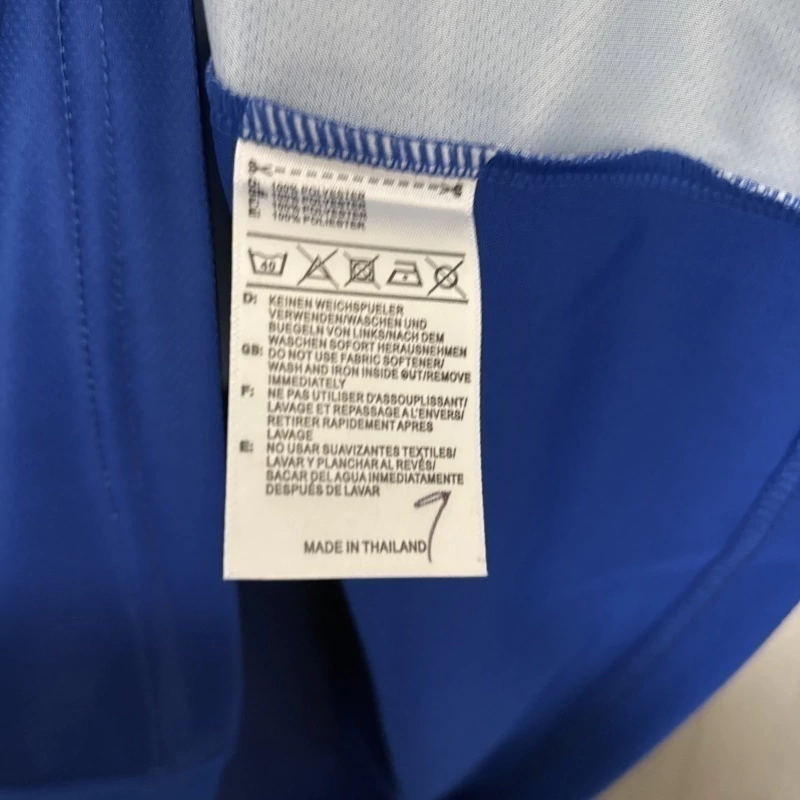 100% POLYESTER
100% POLYESTER
100% POLIESTER
40
D: KEINEN WEICHSPUELER
VERWENDEN/WASCHEN UND
BUEGELN VON LINKS/NACH DEM
WASCHEN SOFORT HERAUSNEHMEN
GB: DO NOT USE FABRIC SOFTENER/
WASH AND IRON INSIDE OUT/REMOVE
IMMEDIATELY
F: NE PAS UTILISER D'ASSOUPLISSANT/
LAVAGE ET REPASSAGE A L'ENVERS/
RETIRER RAPIDEMENT APRES
LAVAGE
E: NO USAR SUAVIZANTES TEXTILES/
LAVAR Y PLANCHAR AL REVÉS/
SACAR DEL AGUA INMEDIATAMENTE
DESPUÉS DE LAVAR
MADE IN THAILAND